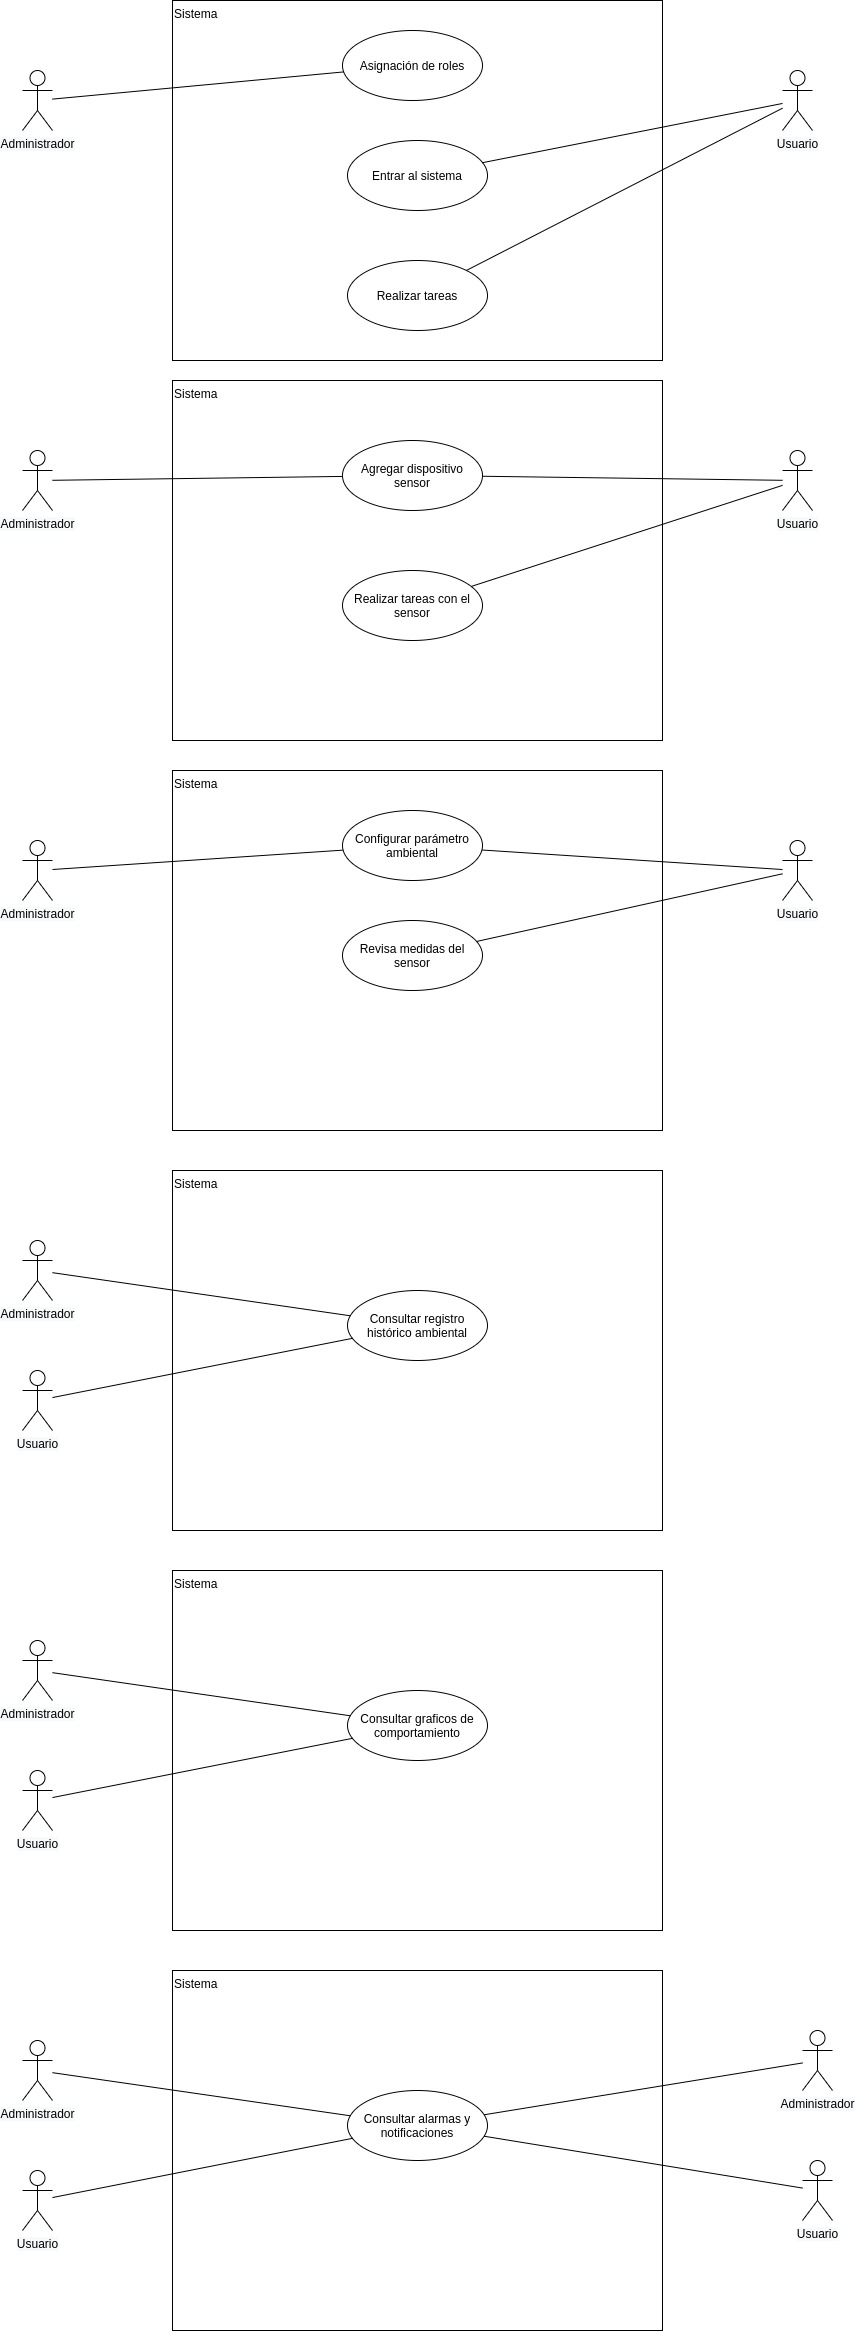 Sistema
Asignación de roles
Administrador
Usuario
Entrar al sistema
Realizar tareas
Sistema
Agregar dispositivo
sensor
Administrador
Usuario
Realizar tareas con el
sensor
Sistema
Configurar parámetro
ambiental
Administrador
Usuario
Revisa medidas del
sensor
Sistema
Administrador
Consultar registro
histórico ambiental
Usuario
Sistema
Administrador
Consultar graficos de
comportamiento
Usuario
Sistema
Administrador
Administrador
Consultar alarmas y
notificaciones
Usuario
Usuario